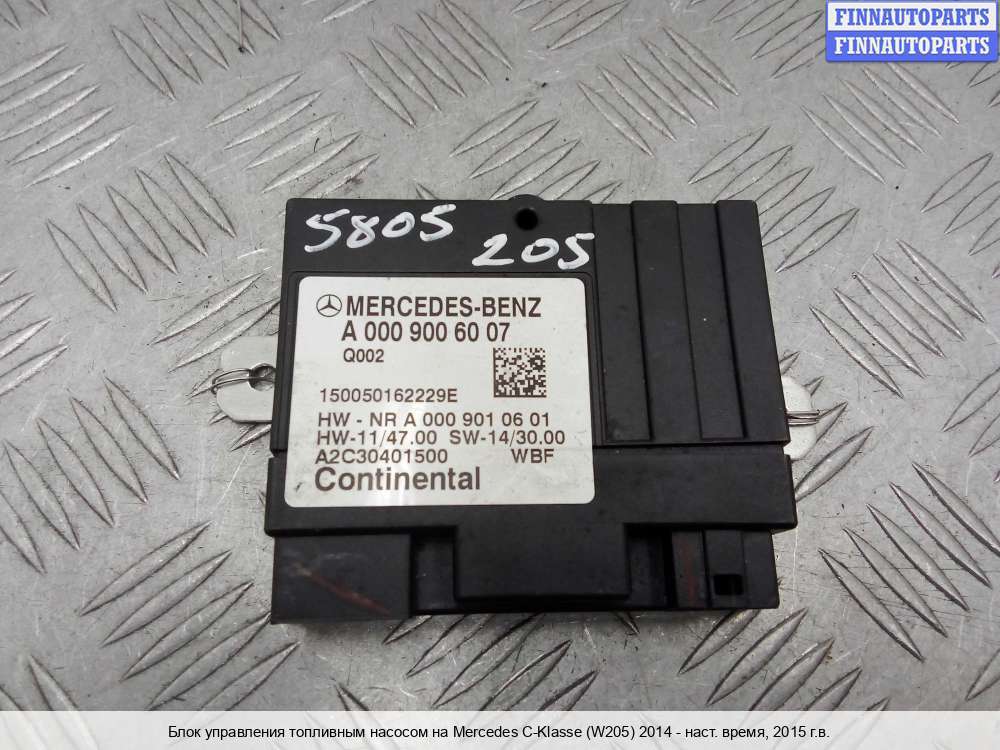 FINNAUTOPARTS
FINNAUTOPARTS
5805
205
MERCEDES-BENZ
A 000 900 60 07
Q002
150050162229E
HW - NR A 000 901 06 01
HW-11/47.00 SW-14/30.00
A2C30401500 WBF
Continental
Блок управления топливным насосом на Mercedes C-Klasse (W205) 2014 - наст. время, 2015 г.в.